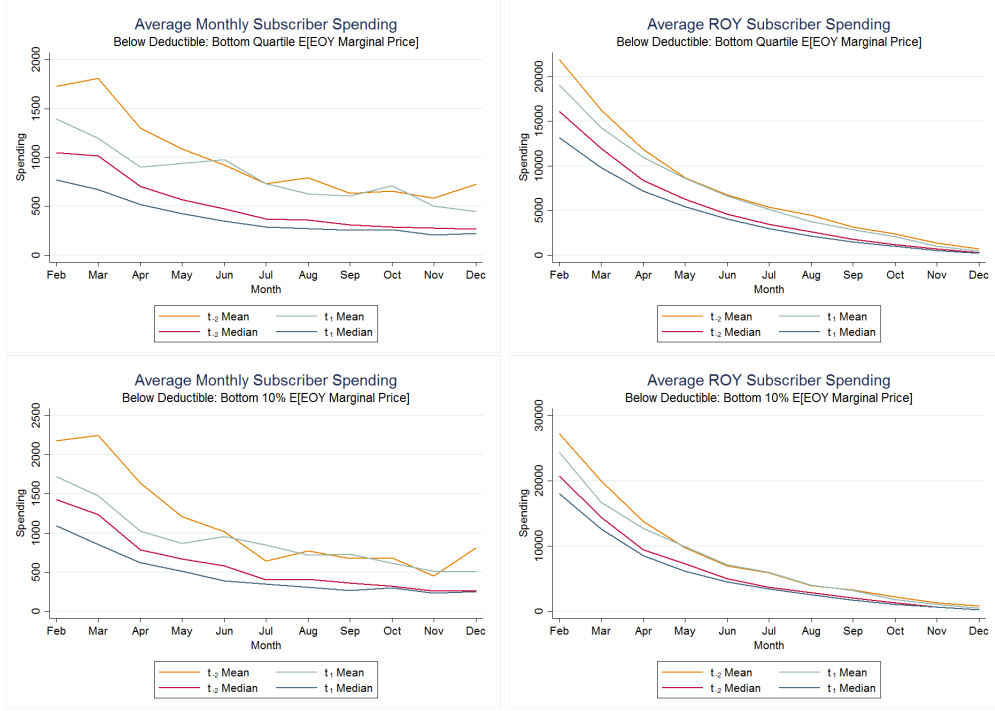 Average Monthly Subscriber Spending
Below Deductible: Bottom Quartile E[EOY Marginal Price]
Spending
2000
1500
1000
500
0
Feb Mar Apr May Jun Jul Aug Sep Oct Nov Dec
Month
t-2 Mean t1 Mean
t-2 Median t1 Median
Average ROY Subscriber Spending
Below Deductible: Bottom Quartile E[EOY Marginal Price]
Spending
20000
15000
10000
5000
0
Feb Mar Apr May Jun Jul Aug Sep Oct Nov Dec
Month
t-2 Mean t1 Mean
t-2 Median t1 Median
Average Monthly Subscriber Spending
Below Deductible: Bottom 10% E[EOY Marginal Price]
Spending
2500
2000
1500
1000
500
0
Feb Mar Apr May Jun Jul Aug Sep Oct Nov Dec
Month
t-2 Mean t1 Mean
t-2 Median t1 Median
Average ROY Subscriber Spending
Below Deductible: Bottom 10% E[EOY Marginal Price]
Spending
30000
20000
10000
0
Feb Mar Apr May Jun Jul Aug Sep Oct Nov Dec
Month
t-2 Mean t1 Mean
t-2 Median t1 Median